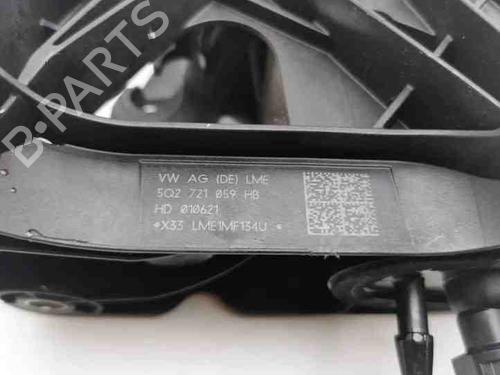 B-PARTS
VW AG (DE) LME
5Q2 721 059 HB
HD 010621
*X33 LME1MF134U *